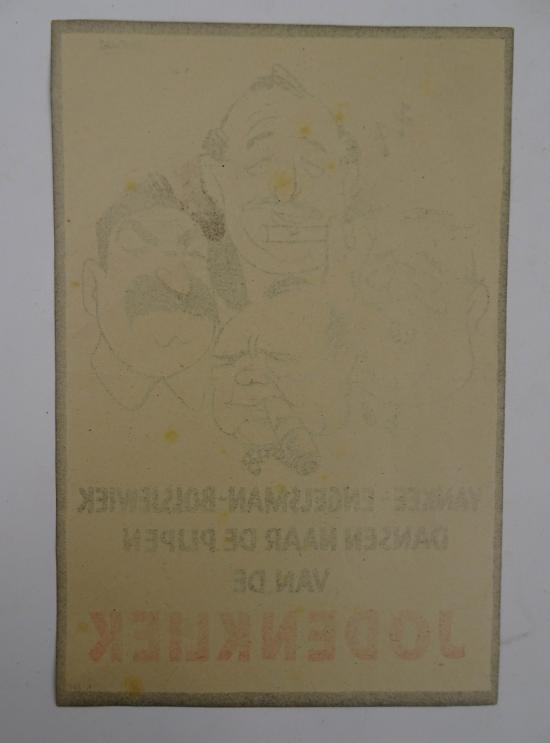 YANKEE-ENGELSMAN-BOLSJEWIEK
DANSEN NAAR DE PIJPEN
VAN DE
JODENKLIEK